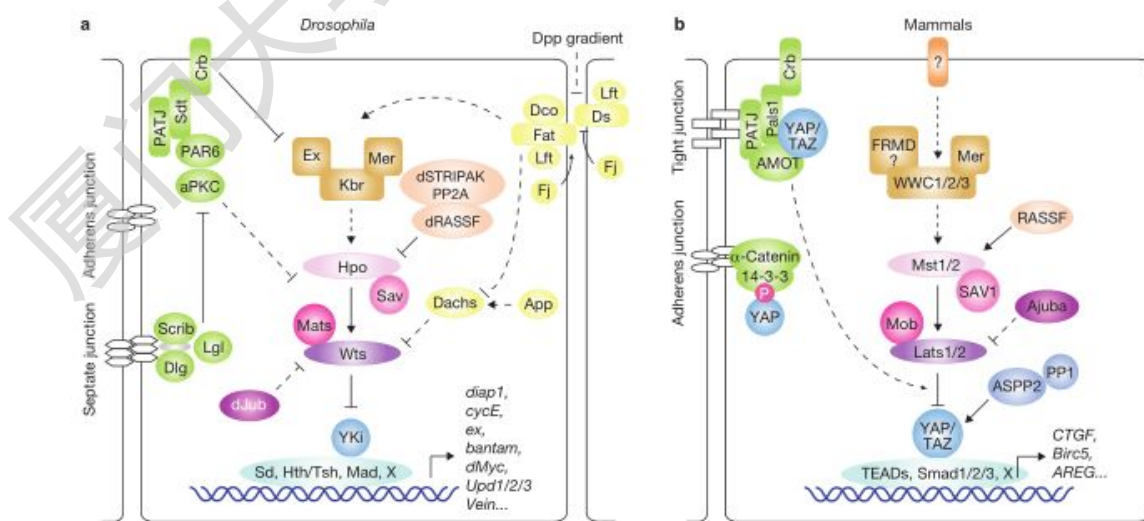 a
Drosophila
Dpp gradient
Crb
Sdt
PATJ
PAR6
aPKC
Ex
Mer
Kbr
dSTRIPAK
PP2A
dRASSF
Dco
Fat
Lft
Fj
Lft
Ds
Fj
Hpo
Sav
Dachs
App
Mats
Wts
Scrib
Lgl
Dlg
dJub
YKi
Sd, Hth/Tsh, Mad, X
diap1,
cycE,
ex,
bantam,
dMyc,
Upd1/2/3
Vein...
Adherens junction
Septate junction
b
Mammals
Crb
?
Pals1
PATJ
YAP/
TAZ
AMOT
FRMD
?
Mer
WWC1/2/3
RASSF
α-Catenin
14-3-3
P
YAP
Mst1/2
SAV1
Ajuba
Mob
Lats1/2
ASPP2
PP1
YAP/
TAZ
TEADs, Smad1/2/3, X
CTGF,
Birc5,
AREG...
Tight junction
Adherens junction
厦门大